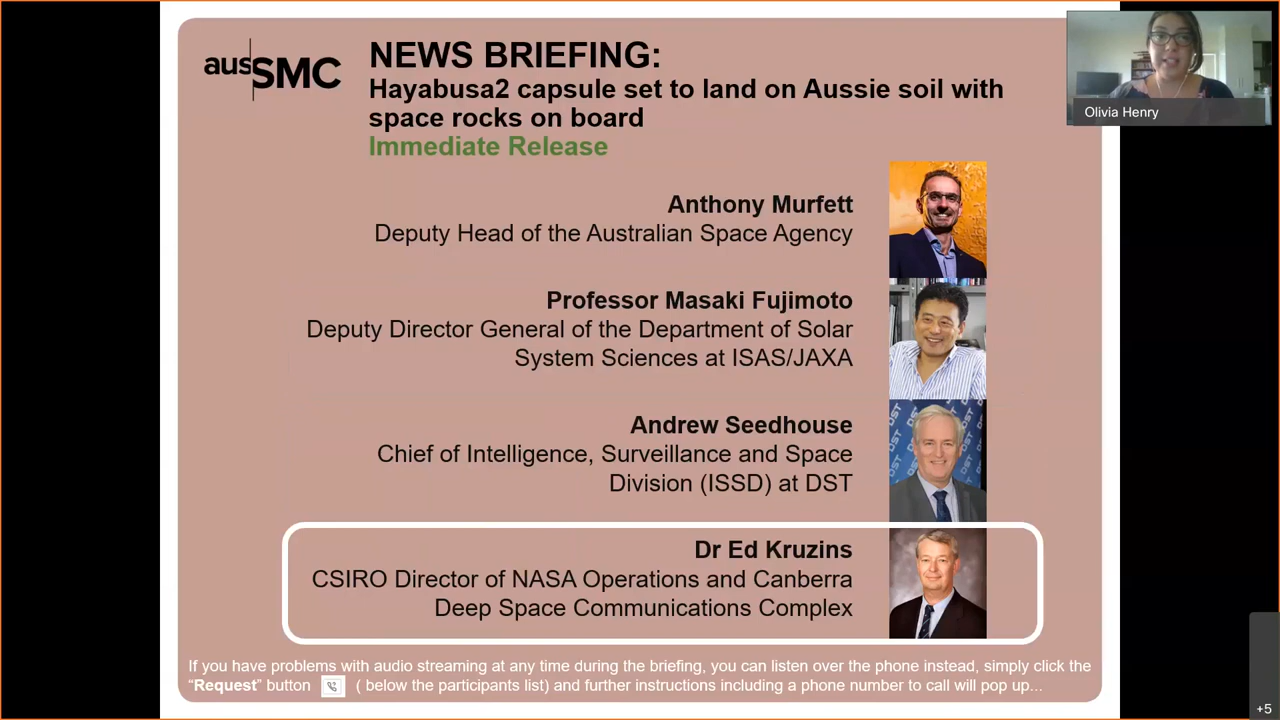 ausSMC
NEWS BRIEFING:
Hayabusa2 capsule set to land on Aussie soil with
space rocks on board
Immediate Release
Olivia Henry
Anthony Murfett
Deputy Head of the Australian Space Agency
Professor Masaki Fujimoto
Deputy Director General of the Department of Solar
System Sciences at ISAS/JAXA
DST
DST
DST
Andrew Seedhouse
Chief of Intelligence, Surveillance and Space
Division (ISSD) at DST
Dr Ed Kruzins
CSIRO Director of NASA Operations and Canberra
Deep Space Communications Complex
If you have problems with audio streaming at any time during the briefing, you can listen over the phone instead, simply click the
“Request” button ( below the participants list) and further instructions including a phone number to call will pop up...
+5